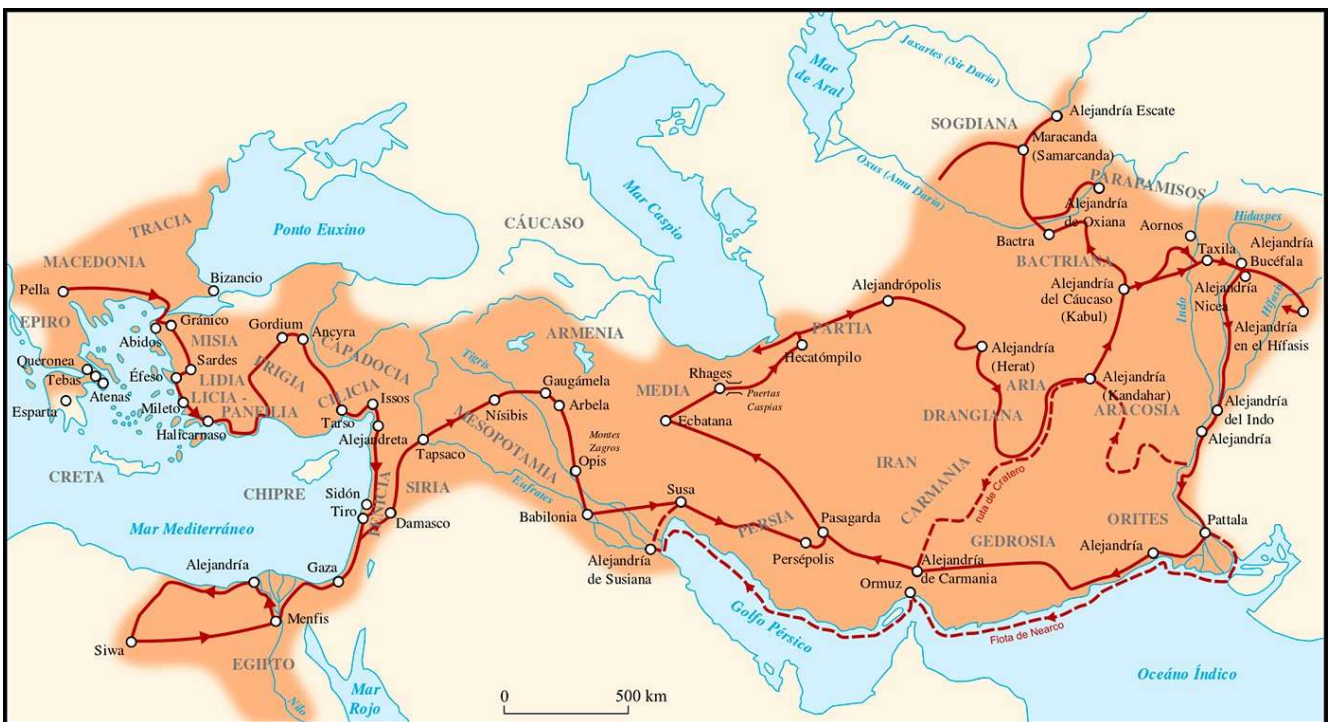 Mar
de Aral
Jaxartes (Sir Daria)
Alejandría Escate
SOGDIANA
Maracanda
(Samarcanda)
Oxus (Amu Daria)
PARAPAMISOS
Alejandría
de Oxiana
Bactra
BACTRIANA
Aornos
Taxila
Hidaspes
Alejandría
Bucéfala
Alejandría
Nicea
Hífasis
Indo
Alejandría
en el Hífasis
Alejandría
del Cáucaso
(Kabul)
Mar Caspio
CÁUCASO
Ponto Euxino
TRACIA
MACEDONIA
Pella
Bizancio
EPIRO
Gránico
Abidos
MISIA
Gordium
Ancyra
CAPADOCIA
ARMENIA
Queronea
Tebas
Atenas
Esparta
Sardes
Éfeso
LIDIA
LICIA -
PANFILIA
FRIGIA
CILICIA
Mileto
Halicarnaso
Tarso
Issos
Alejandreta
CRETA
CHIPRE
Sidón
Tiro
FENICIA
SIRIA
Damasco
Tapsaco
Nísibis
Tigris
Gaugámela
Arbela
MESOPOTAMIA
Montes
Zagros
Opis
Eufrates
Babilonia
Susa
Alejandría
de Susiana
Mar Mediterráneo
Alejandría
Gaza
Menfis
Siwa
EGIPTO
Nilo
Mar
Rojo
0
500 km
Alejandrópolis
PARTIA
Hecatómpilo
Rhages
Puertas
Caspias
MEDIA
Ecbatana
Alejandría
(Herat)
ARIA
DRANGIANA
Alejandría
(Kandahar)
ARACOSIA
IRAN
CARMANIA
ruta de Cratero
PERSIA
Pasagarda
Persépolis
GEDROSIA
Alejandría
de Carmania
Ormuz
Golfo Pérsico
Flota de Nearco
ORITES
Alejandría
Pattala
Alejandría
del Indo
Alejandría
Oceáno Índico